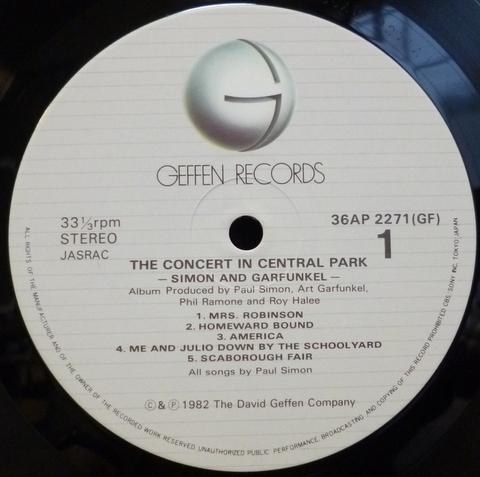 GEFFEN RECORDS
33⅓rpm
STEREO
JASRAC
36AP 2271(GF)
1
THE CONCERT IN CENTRAL PARK
— SIMON AND GARFUNKEL —
Album Produced by Paul Simon, Art Garfunkel,
Phil Ramone and Roy Halee
1. MRS. ROBINSON
2. HOMEWARD BOUND
3. AMERICA
4. ME AND JULIO DOWN BY THE SCHOOLYARD
5. SCABOROUGH FAIR
All songs by Paul Simon
© & ℗ 1982 The David Geffen Company
ALL RIGHTS OF THE MANUFACTURER AND OF THE OWNER OF THE RECORDED WORK RESERVED. UNAUTHORIZED PUBLIC PERFORMANCE, BROADCASTING AND COPYING OF THIS RECORD PROHIBITED CBS/SONY INC. TOKYO JAPAN